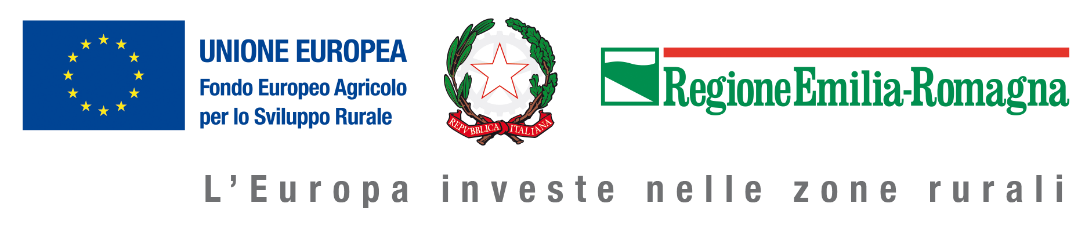 UNIONE EUROPEA
Fondo Europeo Agricolo
per lo Sviluppo Rurale
REPVBBLICA ITALIANA
RegioneEmilia-Romagna
L'Europa investe nelle zone rurali